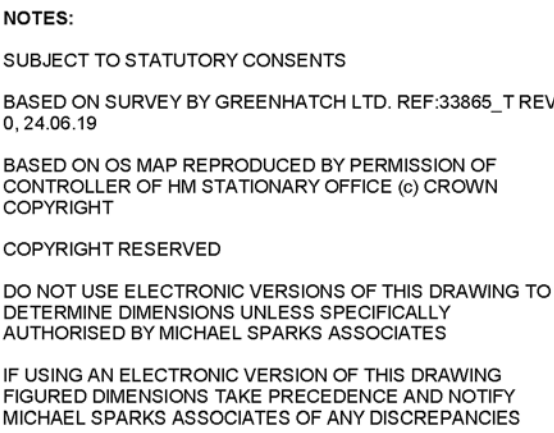 NOTES:
SUBJECT TO STATUTORY CONSENTS
BASED ON SURVEY BY GREENHATCH LTD. REF:33865_T REV
0, 24.06.19
BASED ON OS MAP REPRODUCED BY PERMISSION OF
CONTROLLER OF HM STATIONARY OFFICE (c) CROWN
COPYRIGHT
COPYRIGHT RESERVED
DO NOT USE ELECTRONIC VERSIONS OF THIS DRAWING TO
DETERMINE DIMENSIONS UNLESS SPECIFICALLY
AUTHORISED BY MICHAEL SPARKS ASSOCIATES
IF USING AN ELECTRONIC VERSION OF THIS DRAWING
FIGURED DIMENSIONS TAKE PRECEDENCE AND NOTIFY
MICHAEL SPARKS ASSOCIATES OF ANY DISCREPANCIES